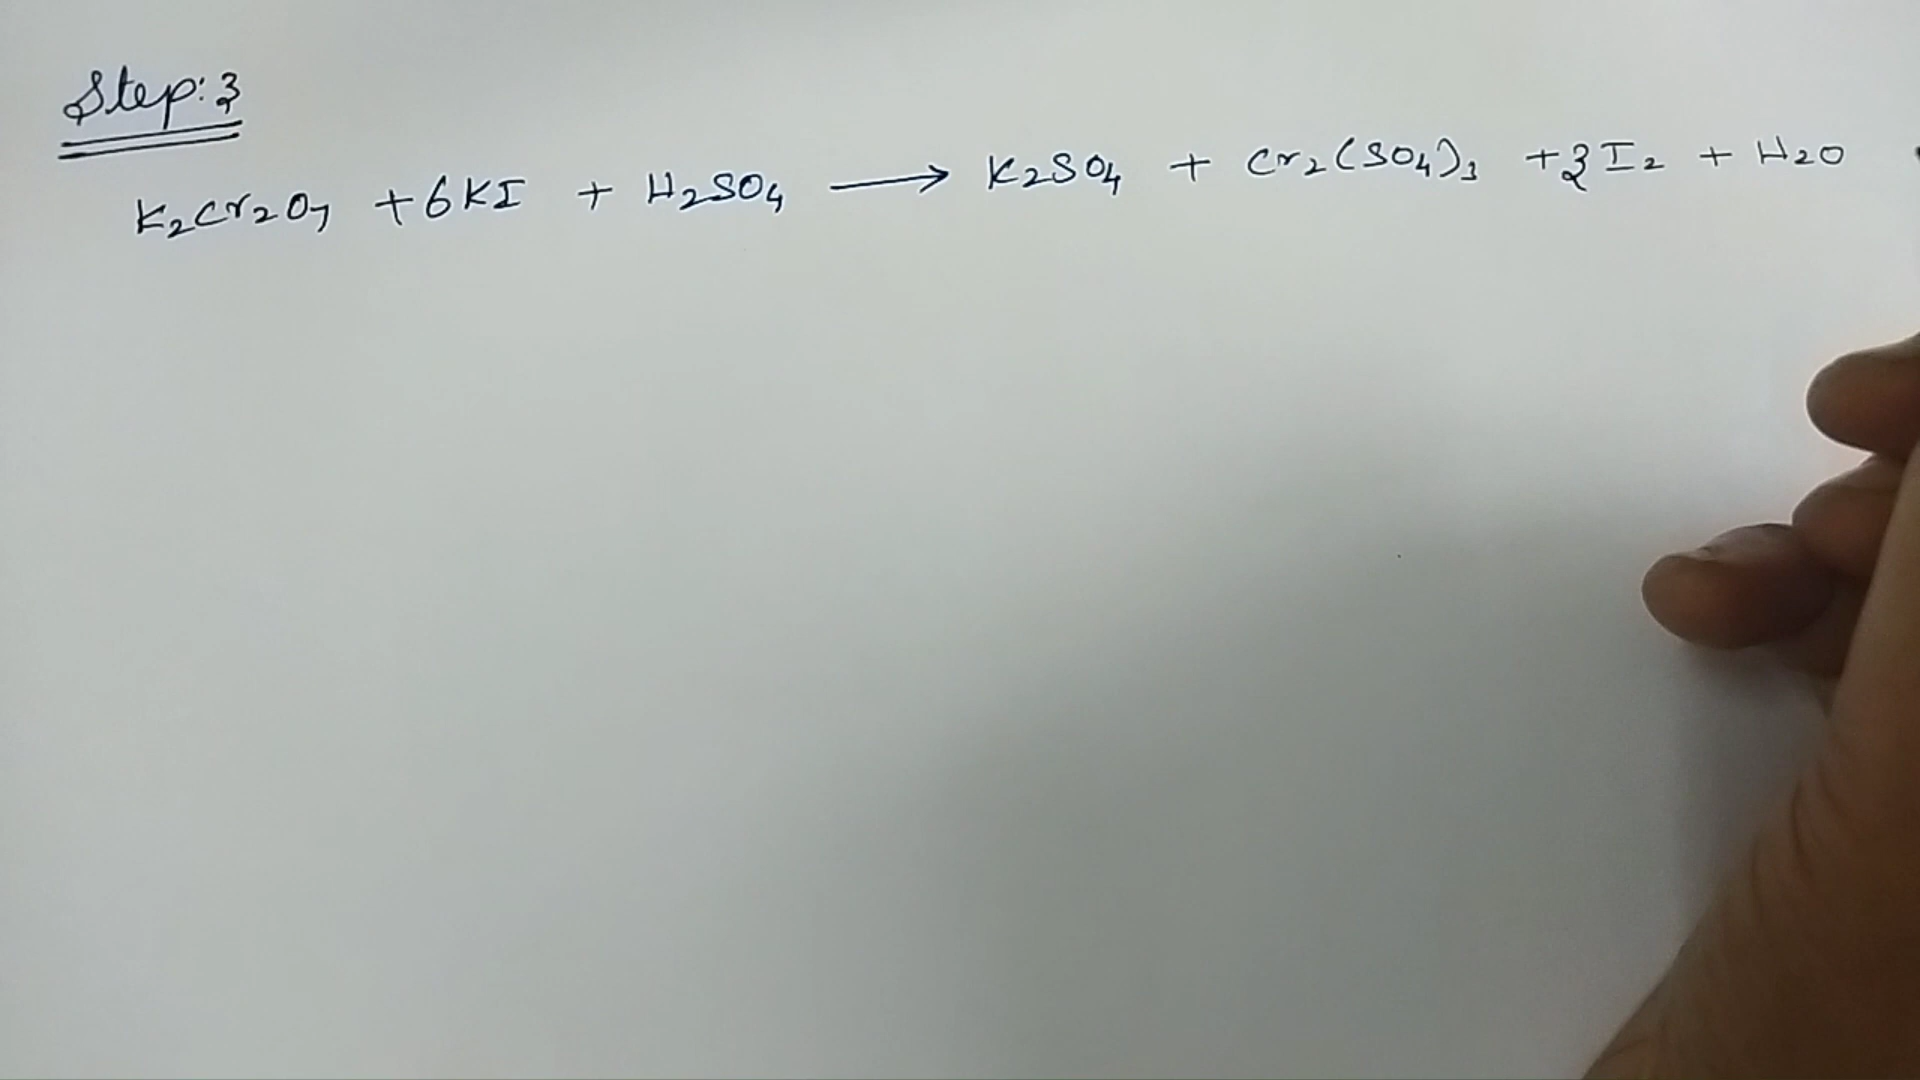 Step:3
K₂Cr₂O₇ +6KI + H₂SO₄ ⟶ K₂SO₄ + Cr₂(SO₄)₃ +3I₂ + H₂O